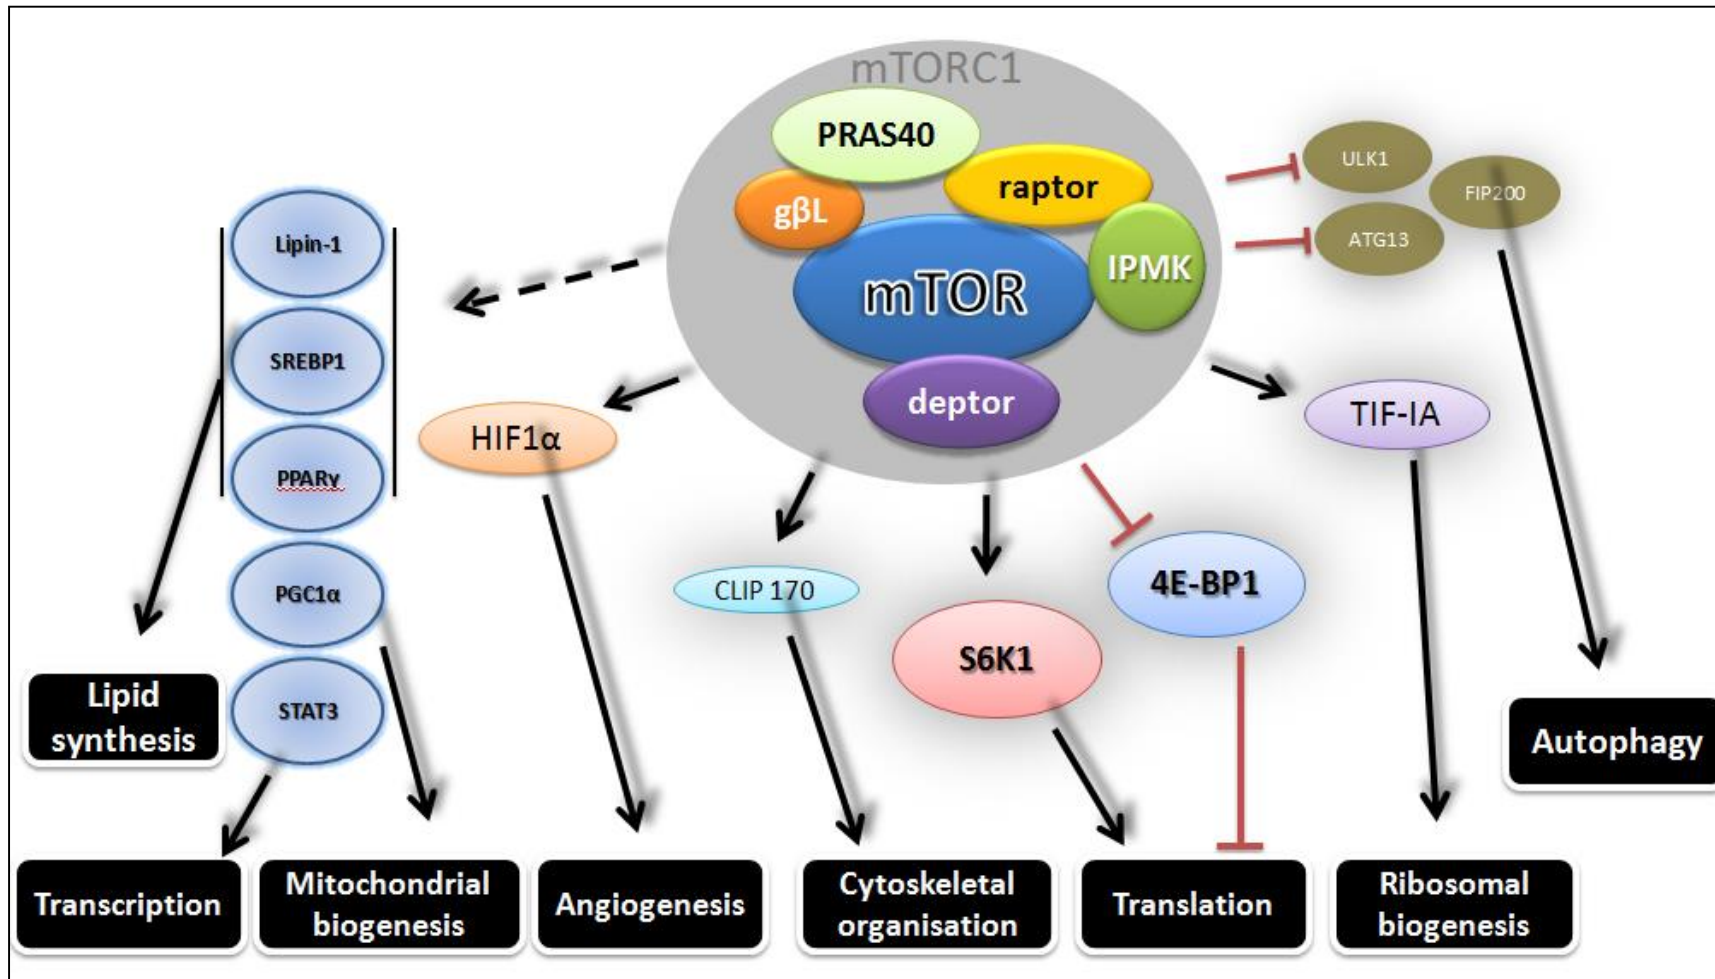 mTORC1
PRAS40
raptor
gβL
IPMK
mTOR
deptor
ULK1
FIP200
ATG13
Lipin-1
SREBP1
PPARγ
PGC1α
STAT3
HIF1α
TIF-IA
CLIP 170
4E-BP1
S6K1
Lipid
synthesis
Autophagy
Transcription
Mitochondrial
biogenesis
Angiogenesis
Cytoskeletal
organisation
Translation
Ribosomal
biogenesis